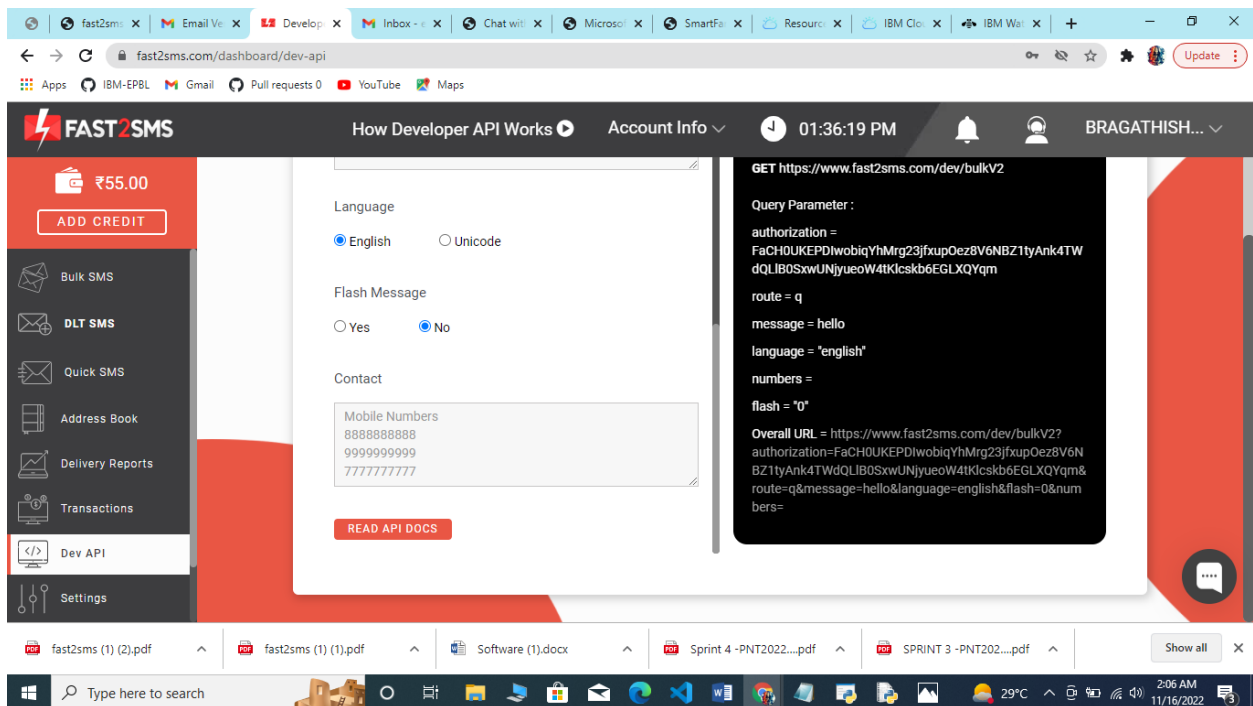 fast2sms
Email Ve
Develop
Inbox - e
Chat wit
Microsof
SmartFa
Resourc
IBM Clo
IBM Wat
fast2sms.com/dashboard/dev-api
Update
Apps
IBM-EPBL
Gmail
Pull requests 0
YouTube
Maps
FAST2SMS
How Developer API Works
Account Info
01:36:19 PM
BRAGATHISH...
₹55.00
ADD CREDIT
Bulk SMS
DLT SMS
Quick SMS
Address Book
Delivery Reports
Transactions
Dev API
Settings
Language
English
Unicode
Flash Message
Yes
No
Contact
Mobile Numbers
8888888888
9999999999
7777777777
READ API DOCS
GET https://www.fast2sms.com/dev/bulkV2
Query Parameter :
authorization =
FaCH0UKEPDIwobiqYhMrg23jfxupOez8V6NBZ1tyAnk4TW
dQLlB0SxwUNjyueoW4tKlcskb6EGLXQYqm
route = q
message = hello
language = "english"
numbers =
flash = "0"
Overall URL = https://www.fast2sms.com/dev/bulkV2?
authorization=FaCH0UKEPDIwobiqYhMrg23jfxupOez8V6N
BZ1tyAnk4TWdQLlB0SxwUNjyueoW4tKlcskb6EGLXQYqm&
route=q&message=hello&language=english&flash=0&num
bers=
fast2sms (1) (2).pdf
fast2sms (1) (1).pdf
Software (1).docx
Sprint 4 -PNT2022....pdf
SPRINT 3 -PNT202....pdf
Show all
Type here to search
29°C
2:06 AM
11/16/2022
3